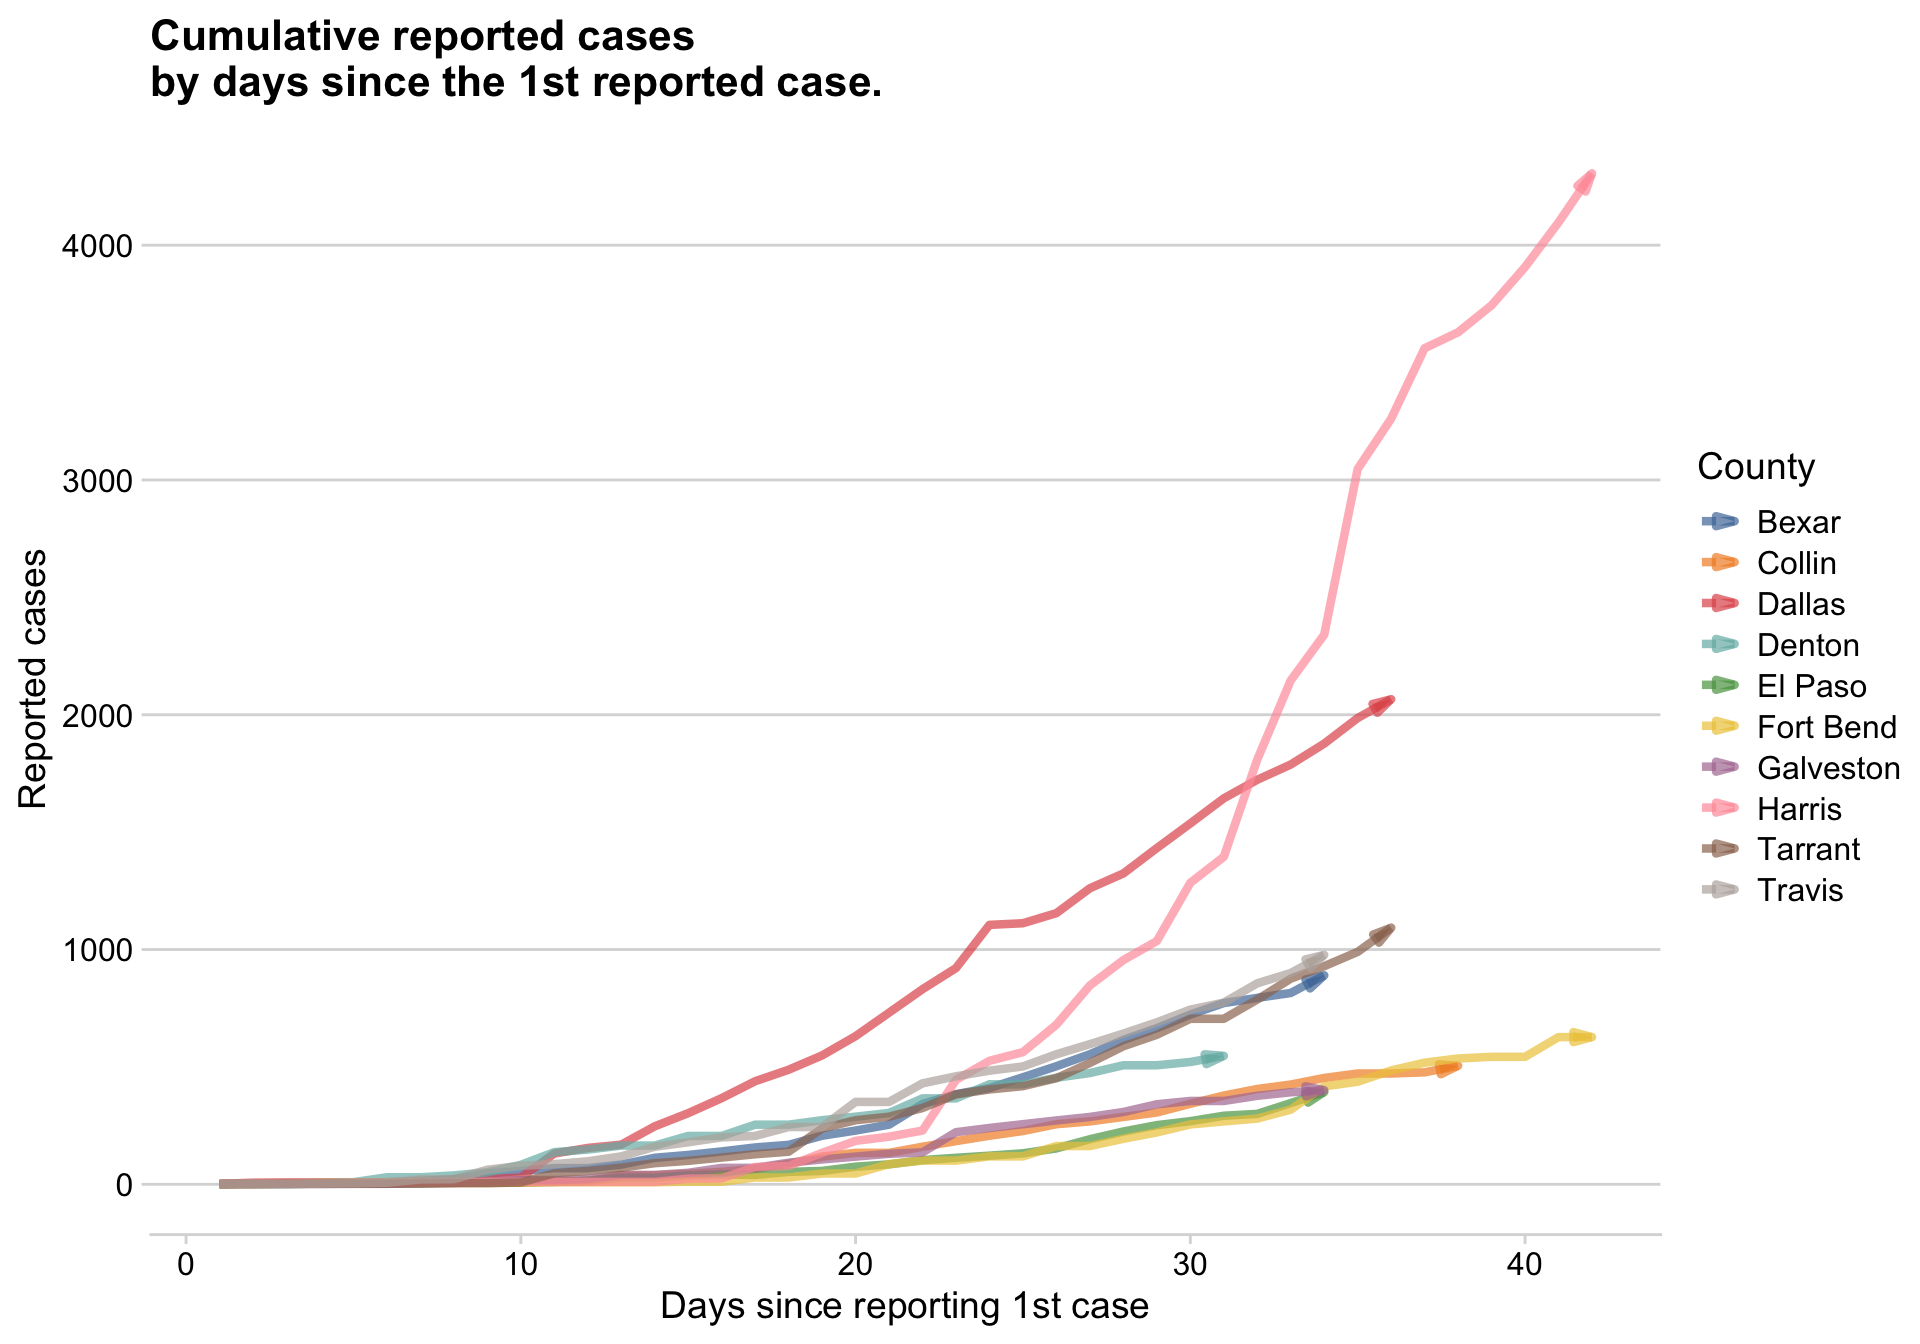 Cumulative reported cases
by days since the 1st reported case.
Reported cases
4000
3000
2000
1000
0
0 10 20 30 40
Days since reporting 1st case
County
Bexar
Collin
Dallas
Denton
El Paso
Fort Bend
Galveston
Harris
Tarrant
Travis